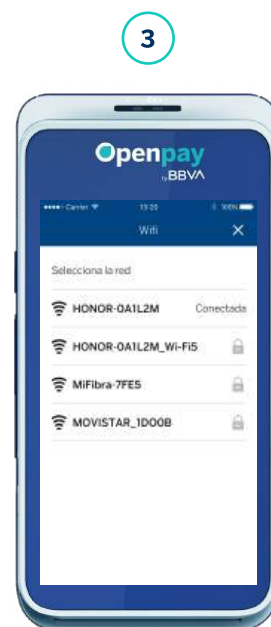 3
Openpay
by BBVA
Carrier 13:20 100%
Wifi
Selecciona la red
HONOR-0A1L2M Conectada
HONOR-0A1L2M_Wi-Fi5
MiFibra-7FE5
MOVISTAR_1D00B